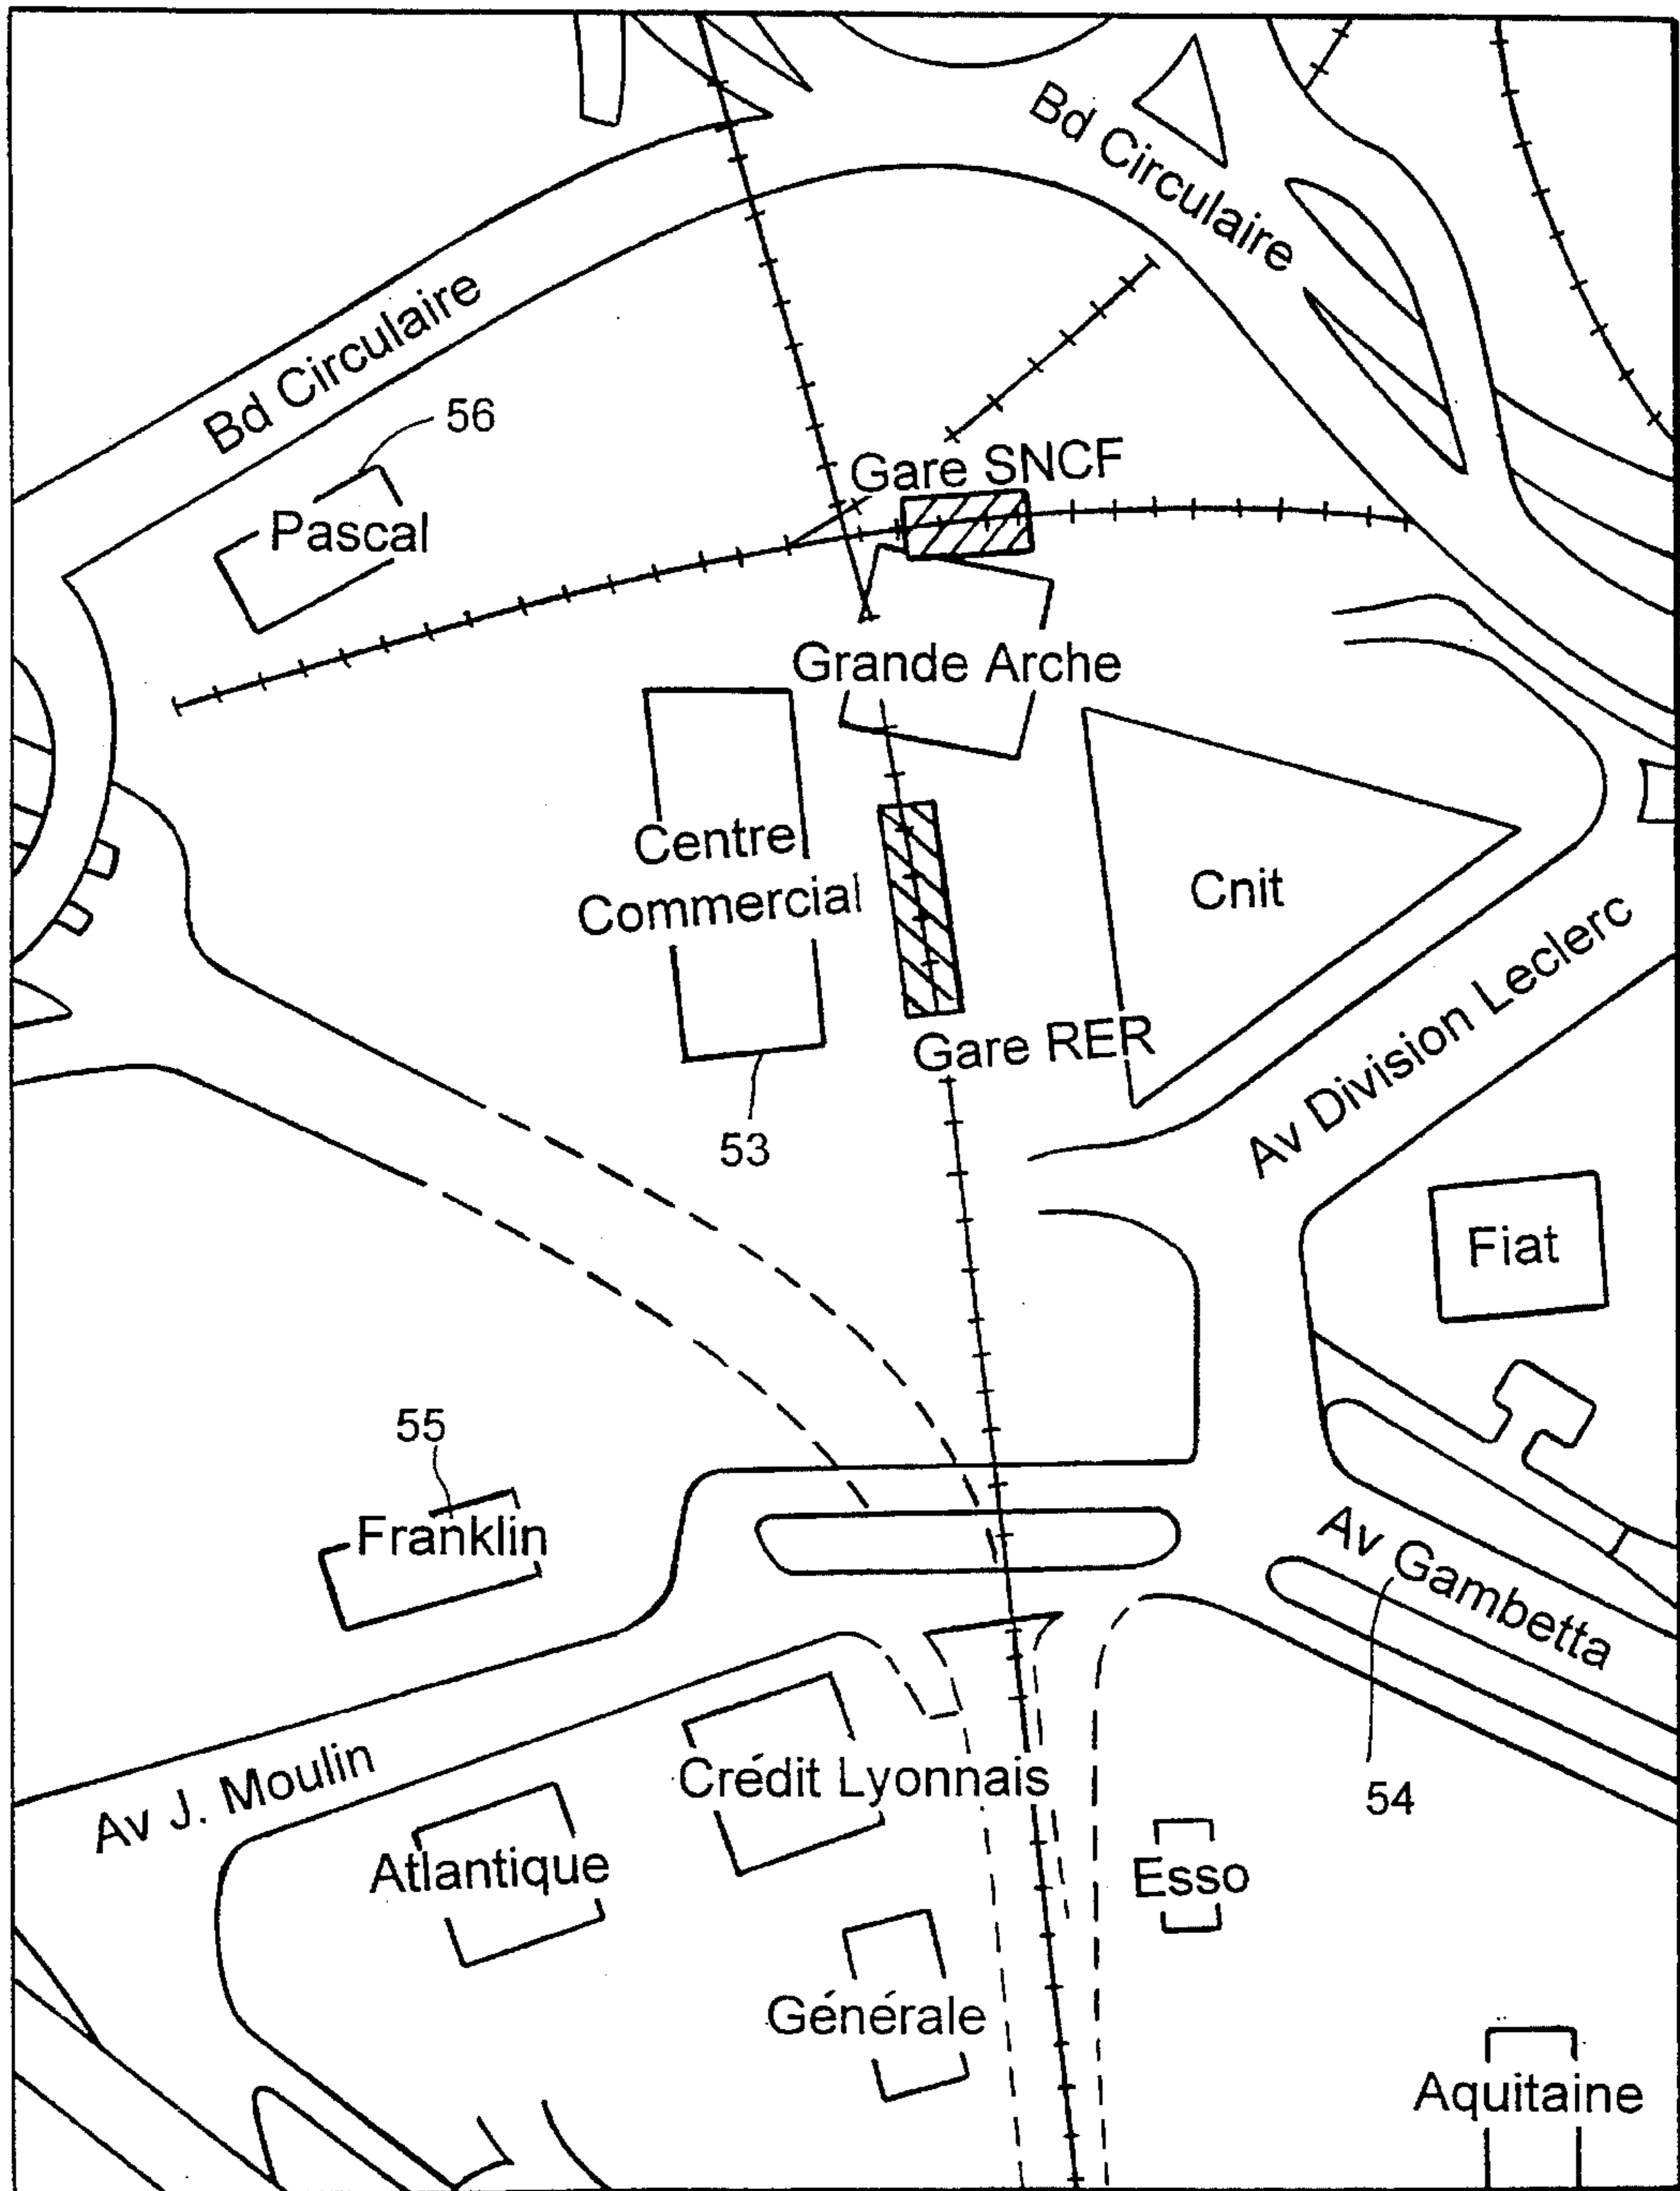 Bd Circulaire
Bd Circulaire
56
Gare SNCF
Pascal
Grande Arche
Centre
Commercial
Cnit
Av Division Leclerc
Gare RER
53
Fiat
55
Franklin
Av Gambetta
Av J. Moulin
Crédit Lyonnais
54
Atlantique
Esso
Générale
Aquitaine